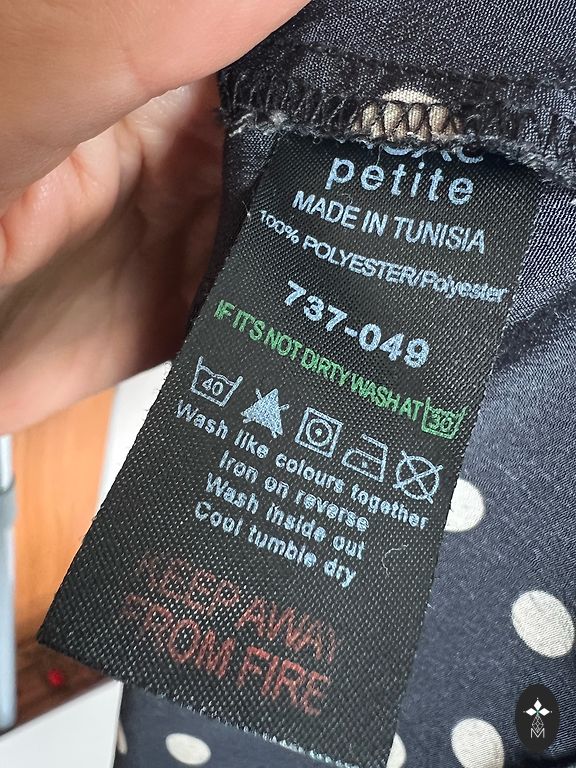 petite
MADE IN TUNISIA
100% POLYESTER/Polyester
737-049
IF IT'S NOT DIRTY WASH AT 30
40
Wash like colours together
Iron on reverse
Wash inside out
Cool tumble dry
KEEP AWAY
FROM FIRE
M